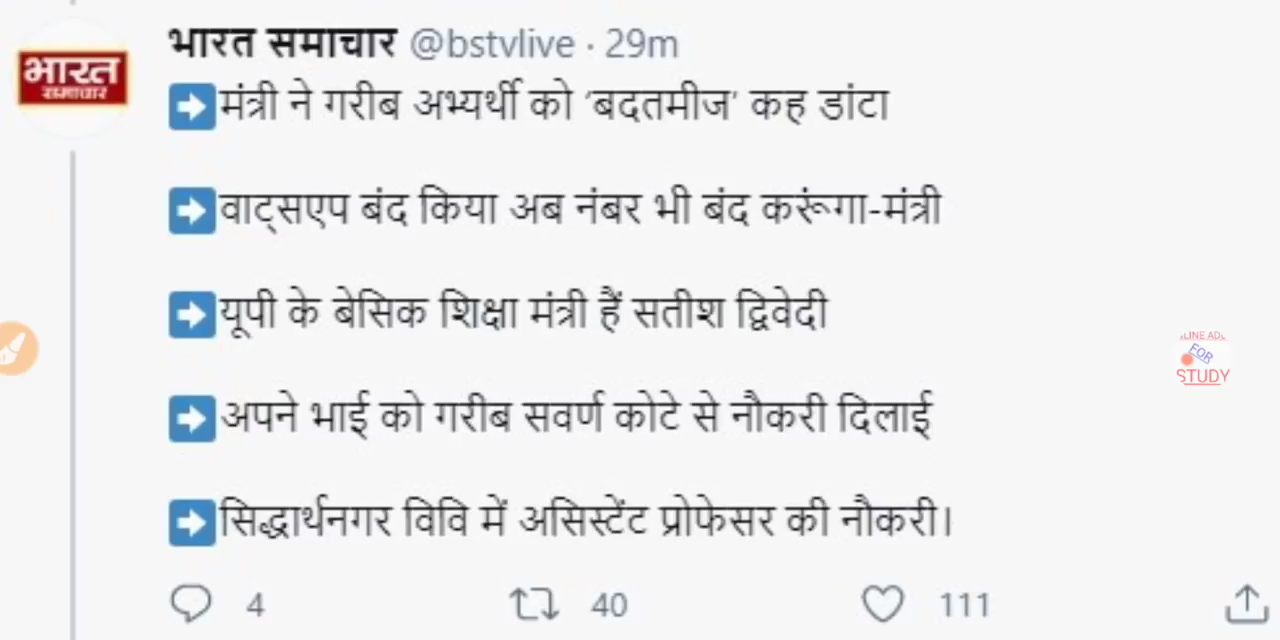 भारत समाचार @bstvlive · 29m
भारत
समाचार
➡मंत्री ने गरीब अभ्यर्थी को 'बदतमीज' कह डांटा
➡वाट्सएप बंद किया अब नंबर भी बंद करूंगा-मंत्री
➡यूपी के बेसिक शिक्षा मंत्री हैं सतीश द्विवेदी
FOR
STUDY
➡अपने भाई को गरीब सवर्ण कोटे से नौकरी दिलाई
➡सिद्धार्थनगर विवि में असिस्टेंट प्रोफेसर की नौकरी।
4 40 111